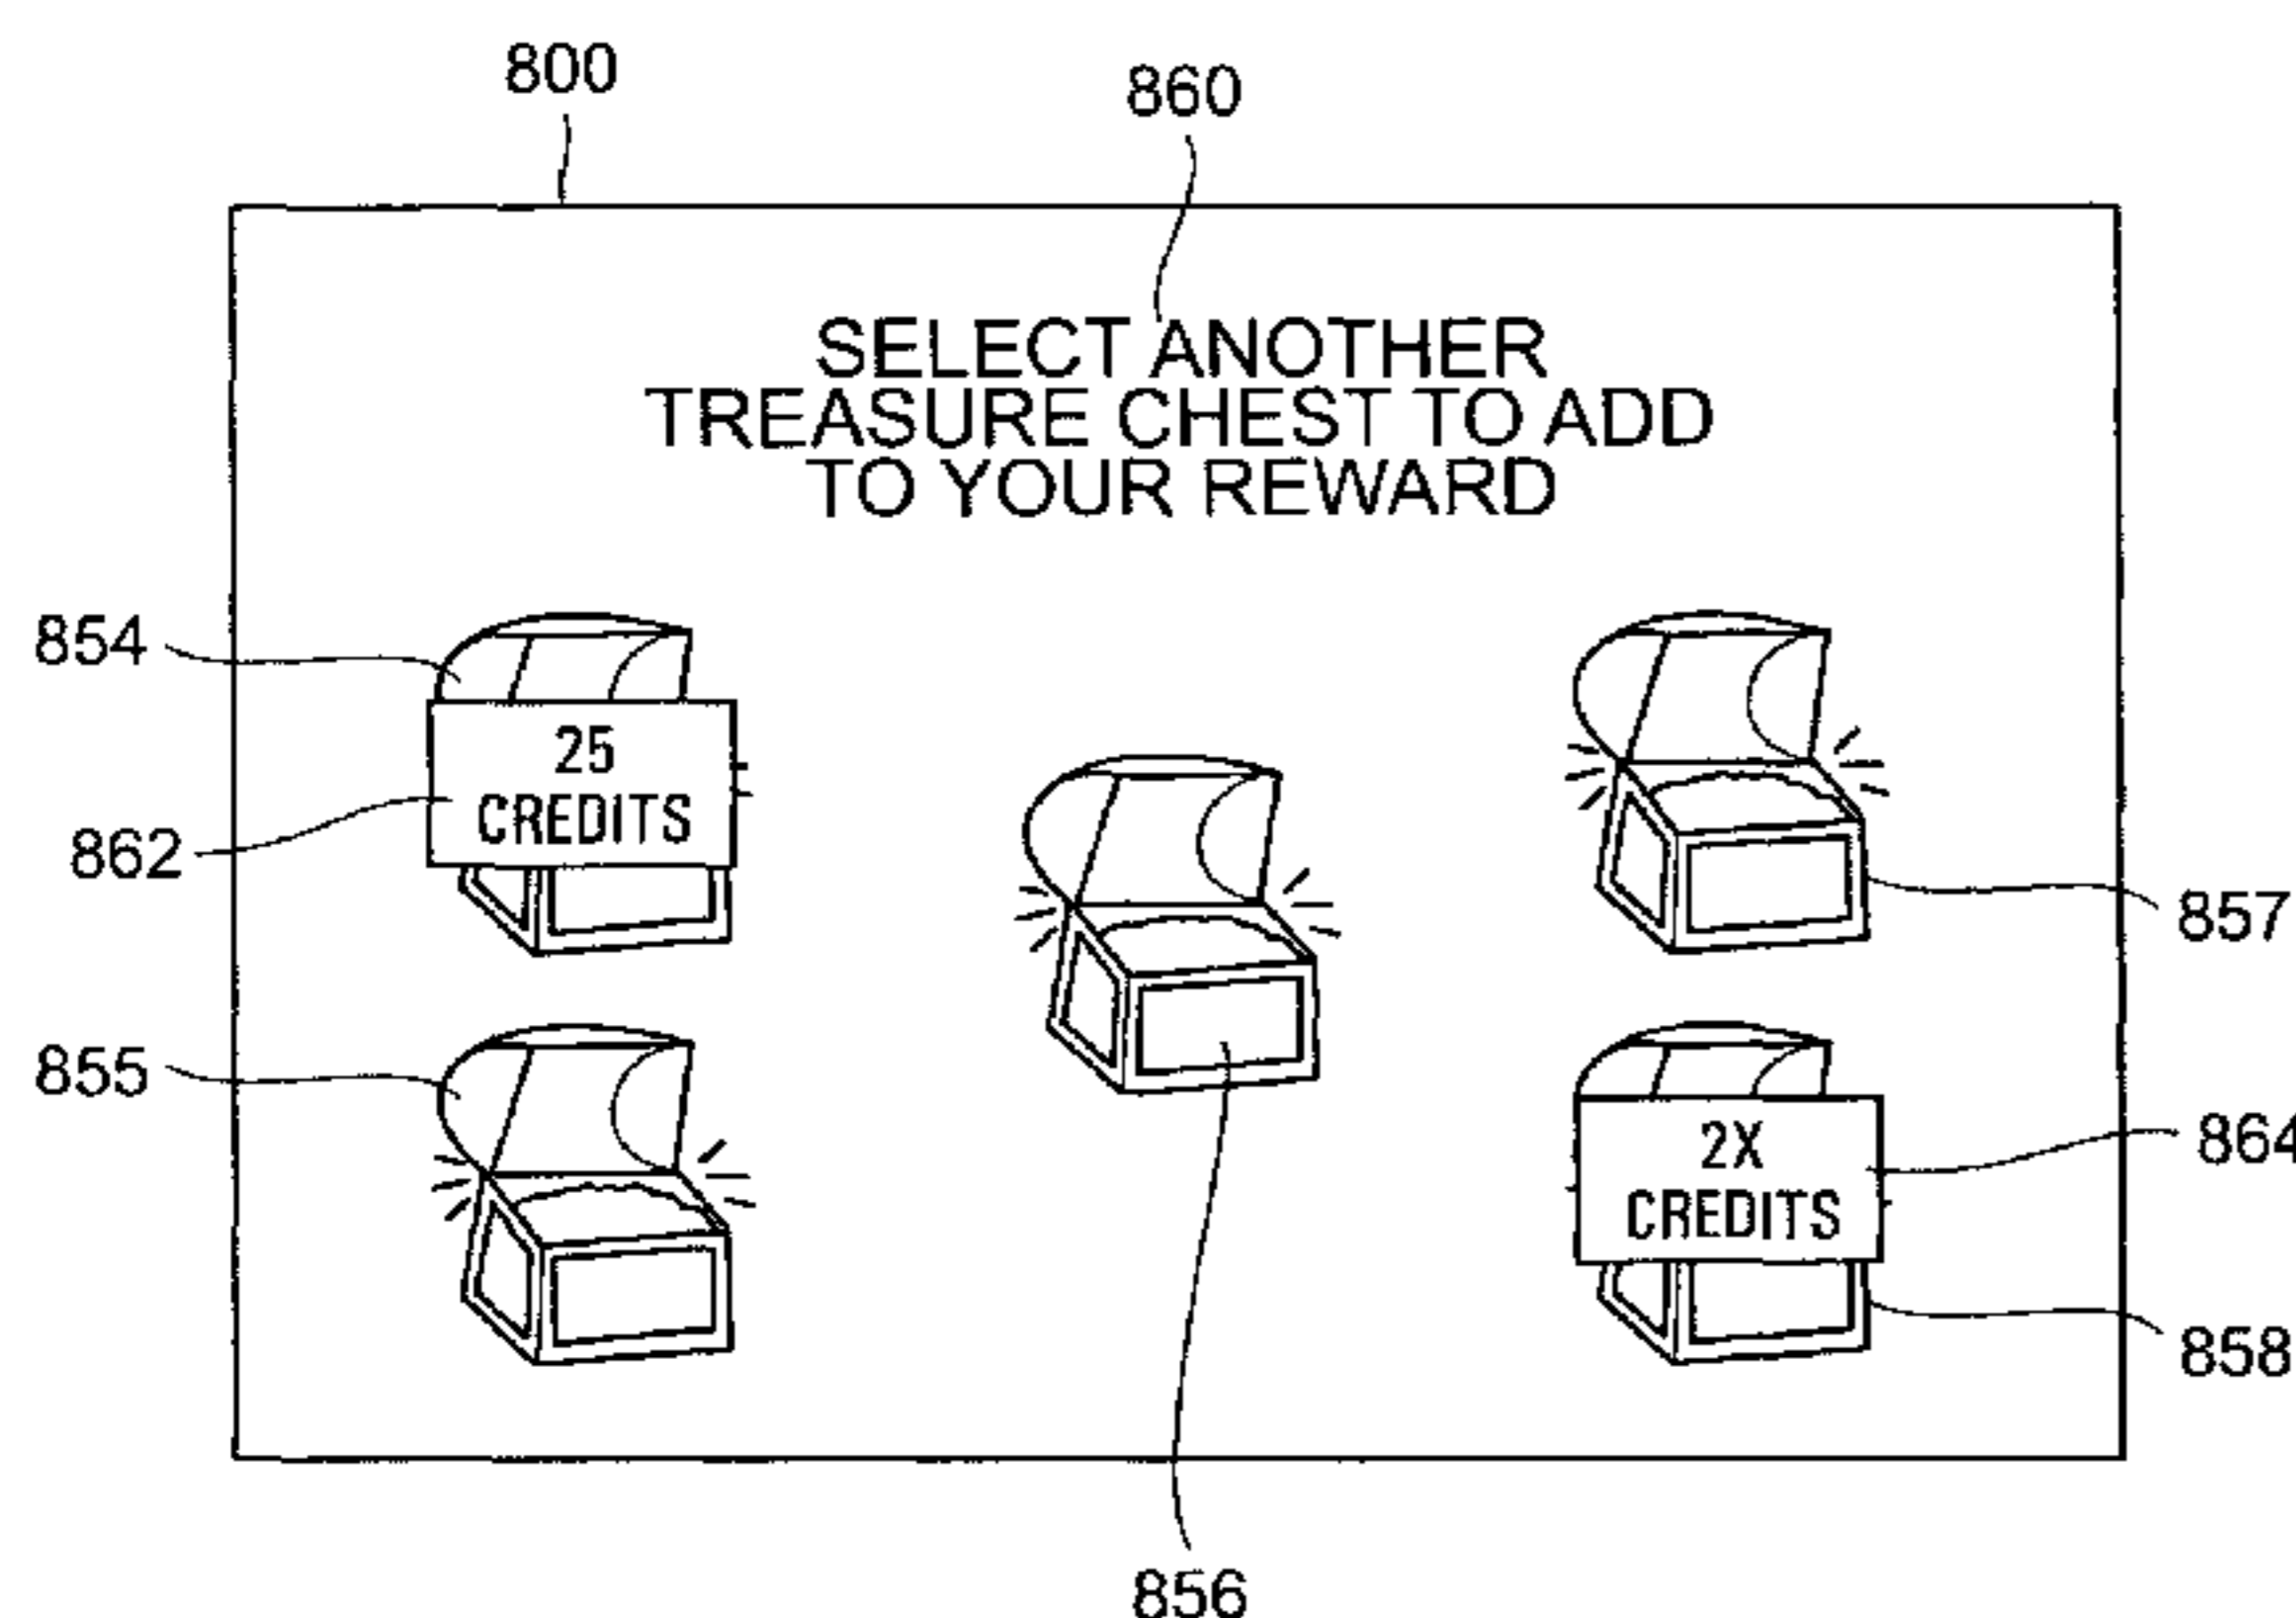 800
860
SELECT ANOTHER
TREASURE CHEST TO ADD
TO YOUR REWARD
854
25
CREDITS
862
857
855
2X
CREDITS
864
858
856